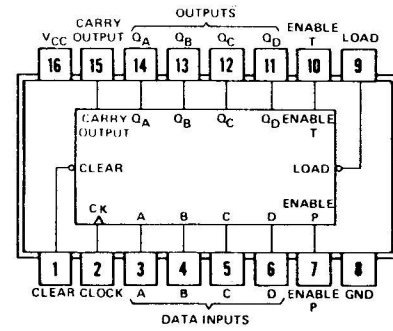 OUTPUTS
VCC CARRY OUTPUT QA QB QC QD ENABLE T LOAD
16 15 14 13 12 11 10 9
CARRY OUTPUT QA QB QC QD ENABLE T
CLEAR LOAD
CK A B C D ENABLE P
1 2 3 4 5 6 7 8
CLEAR CLOCK A B C D ENABLE P GND
DATA INPUTS